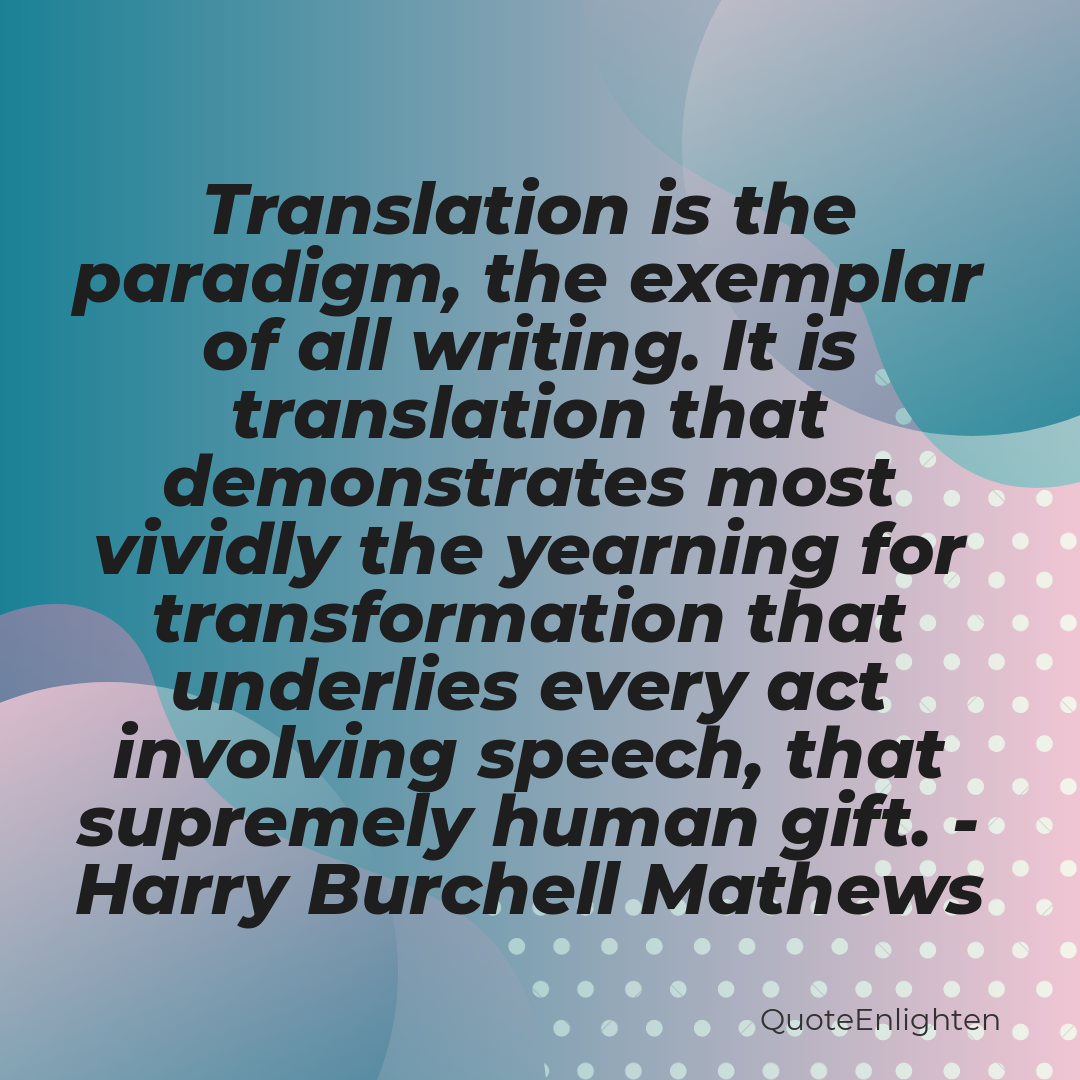 Translation is the
paradigm, the exemplar
of all writing. It is
translation that
demonstrates most
vividly the yearning for
transformation that
underlies every act
involving speech, that
supremely human gift. -
Harry Burchell Mathews
QuoteEnlighten